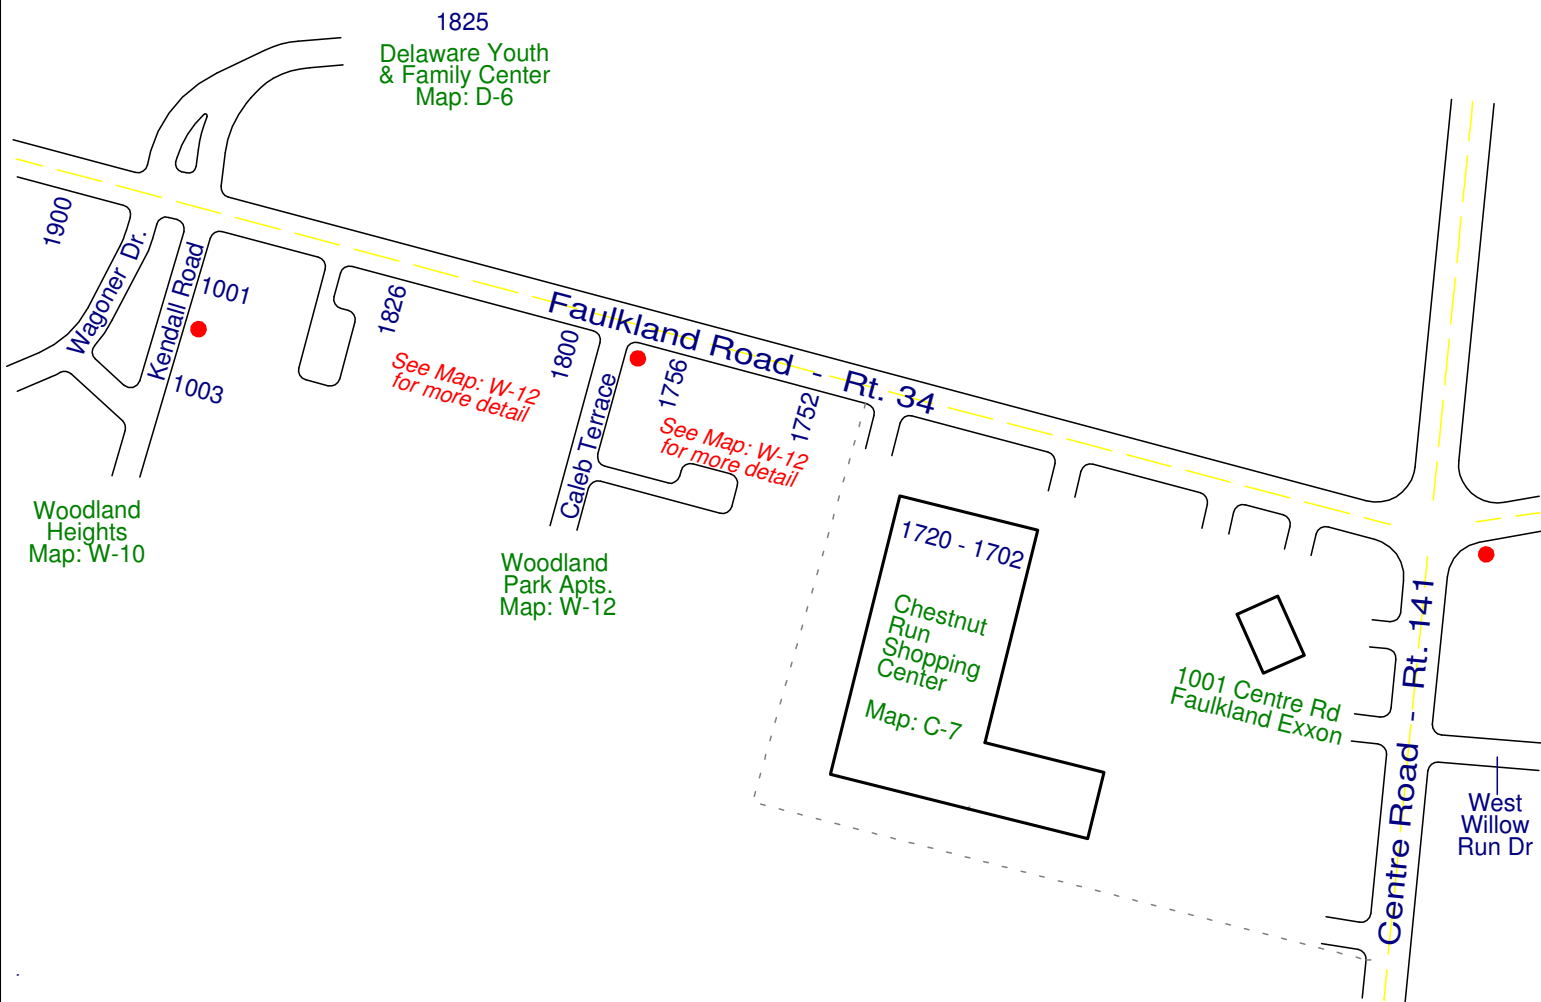 1825
Delaware Youth
& Family Center
Map: D-6
1900
Wagoner Dr.
Kendall Road
1001
1003
1826
See Map: W-12
for more detail
1800
Faulkland Road - Rt. 34
Caleb Terrace
1756
1752
See Map: W-12
for more detail
Woodland
Heights
Map: W-10
Woodland
Park Apts.
Map: W-12
1720 - 1702
Chestnut
Run
Shopping
Center
Map: C-7
1001 Centre Rd
Faulkland Exxon
Centre Road - Rt. 141
West
Willow
Run Dr